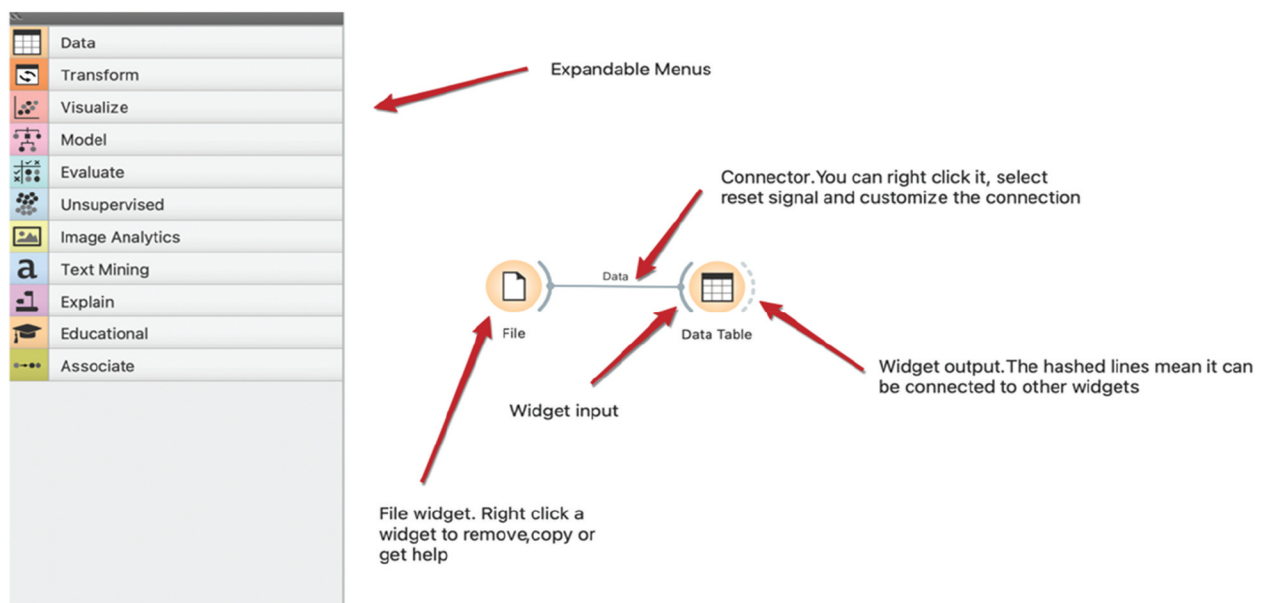 Data
Transform
Visualize
Model
Evaluate
Unsupervised
Image Analytics
Text Mining
Explain
Educational
Associate
Expandable Menus
Connector.You can right click it, select
reset signal and customize the connection
Data
File
Data Table
Widget input
Widget output.The hashed lines mean it can
be connected to other widgets
File widget. Right click a
widget to remove,copy or
get help